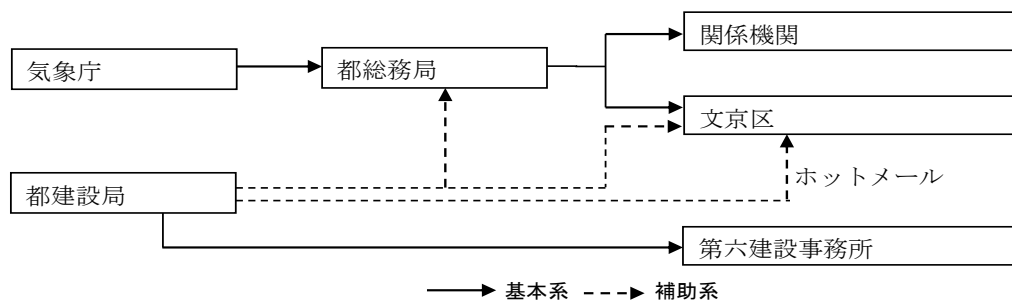 関係機関
気象庁
都総務局
文京区
都建設局
ホットメール
第六建設事務所
基本系
補助系